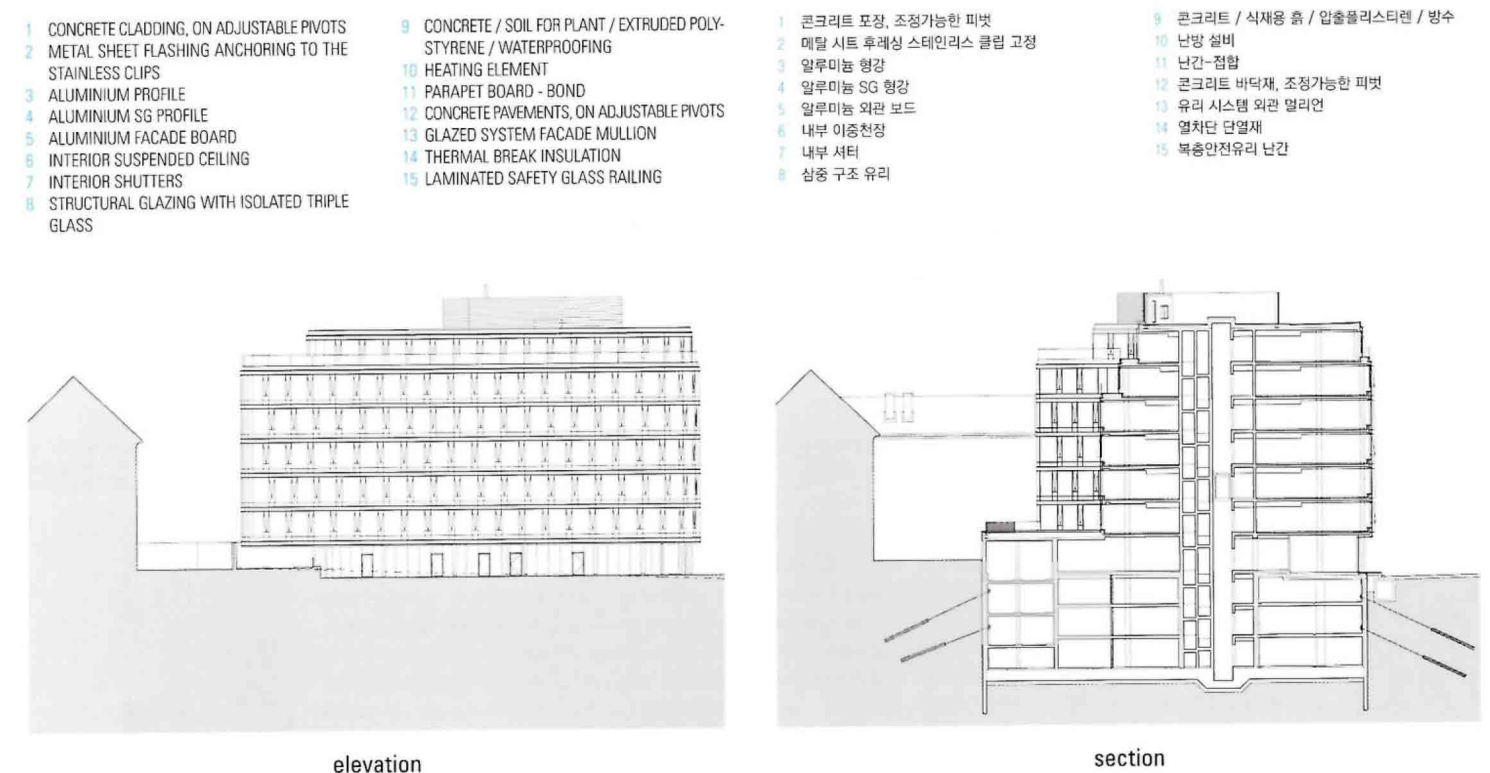 1 CONCRETE CLADDING, ON ADJUSTABLE PIVOTS
2 METAL SHEET FLASHING ANCHORING TO THE
STAINLESS CLIPS
3 ALUMINIUM PROFILE
4 ALUMINIUM SG PROFILE
5 ALUMINIUM FACADE BOARD
6 INTERIOR SUSPENDED CEILING
7 INTERIOR SHUTTERS
8 STRUCTURAL GLAZING WITH ISOLATED TRIPLE
GLASS
9 CONCRETE / SOIL FOR PLANT / EXTRUDED POLY-
STYRENE / WATERPROOFING
10 HEATING ELEMENT
11 PARAPET BOARD - BOND
12 CONCRETE PAVEMENTS, ON ADJUSTABLE PIVOTS
13 GLAZED SYSTEM FACADE MULLION
14 THERMAL BREAK INSULATION
15 LAMINATED SAFETY GLASS RAILING
1 콘크리트 포장, 조정가능한 피벗
2 메탈 시트 후레싱 스테인리스 클립 고정
3 알루미늄 형강
4 알루미늄 SG 형강
5 알루미늄 외관 보드
6 내부 이중천장
7 내부 셔터
8 삼중 구조 유리
9 콘크리트 / 식재용 흙 / 압출폴리스티렌 / 방수
10 난방 설비
11 난간-접합
12 콘크리트 바닥재, 조정가능한 피벗
13 유리 시스템 외관 멀리언
14 열차단 단열재
15 복층안전유리 난간
elevation
section